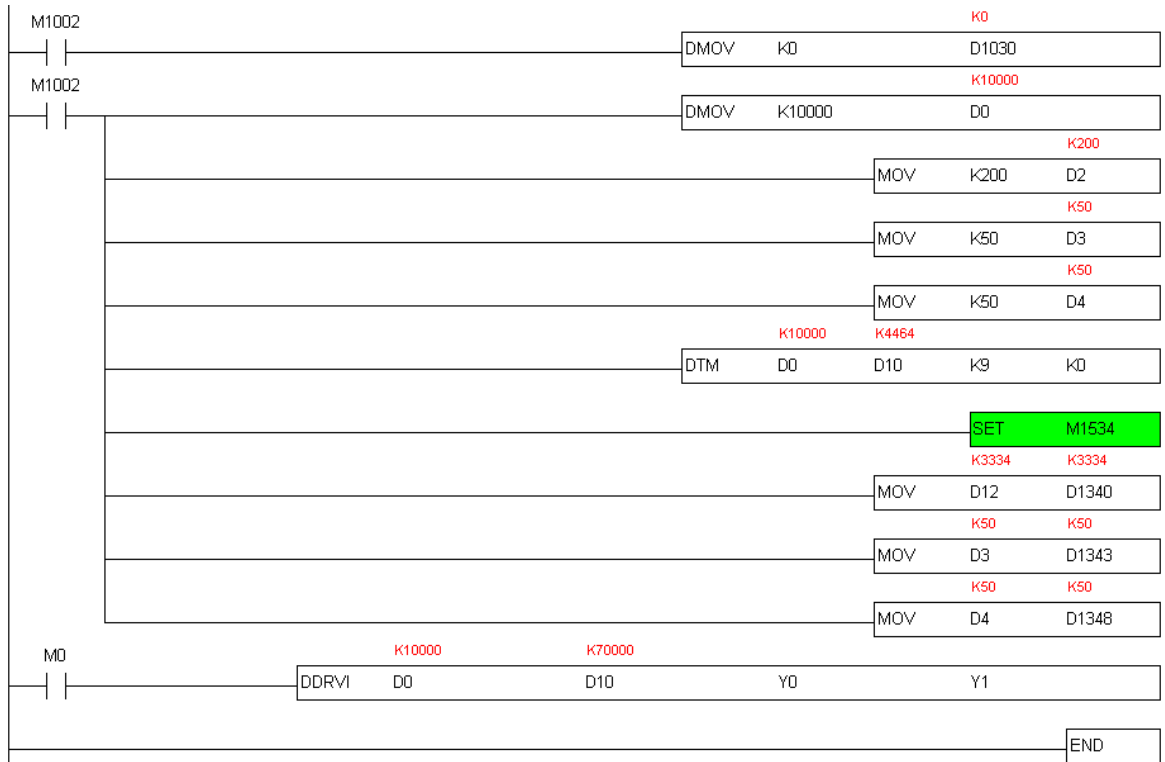 M1002 K0
DMOV K0 D1030
M1002 K10000
DMOV K10000 D0
K200
MOV K200 D2
K50
MOV K50 D3
K50
MOV K50 D4
K10000 K4464
DTM D0 D10 K9 K0
SET M1534
K3334 K3334
MOV D12 D1340
K50 K50
MOV D3 D1343
K50 K50
MOV D4 D1348
M0 K10000 K70000
DDRVI D0 D10 Y0 Y1
END